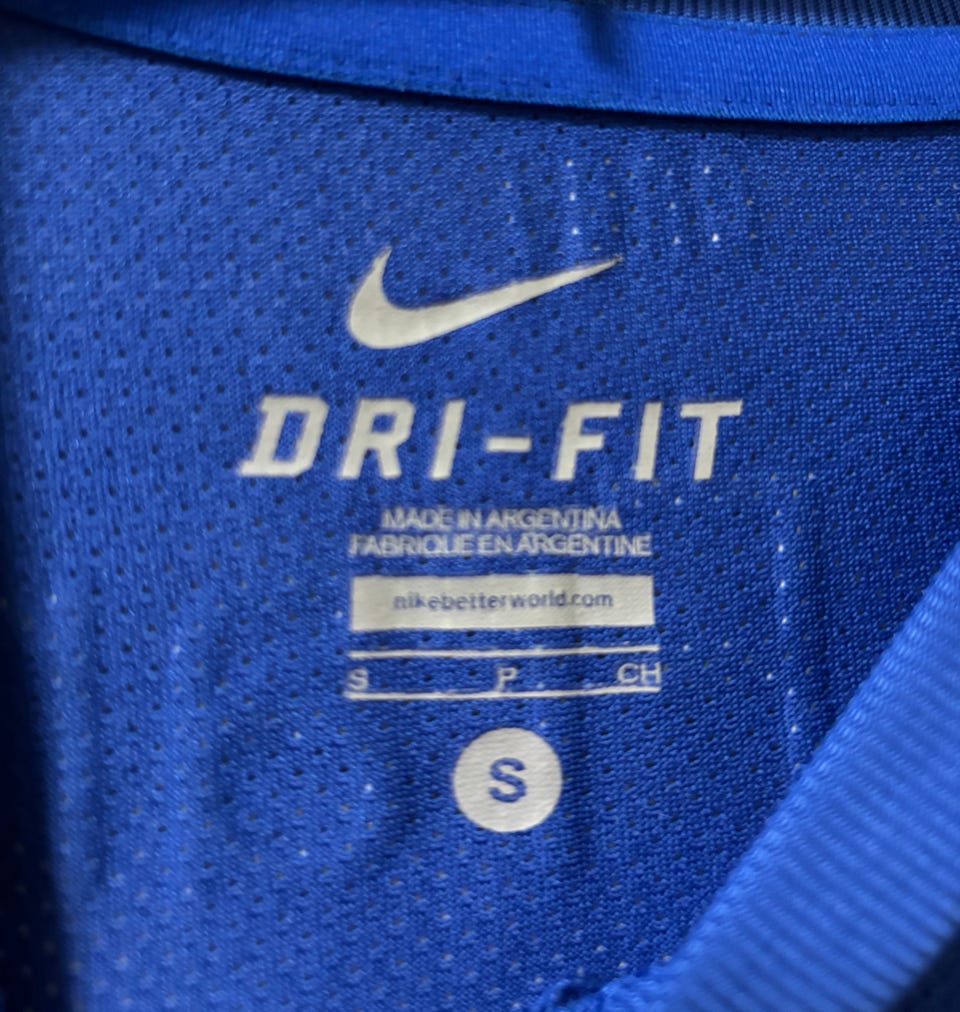 DRI-FIT
MADE IN ARGENTINA
FABRIQUE EN ARGENTINE
nikebetterworld.com
S P CH
S